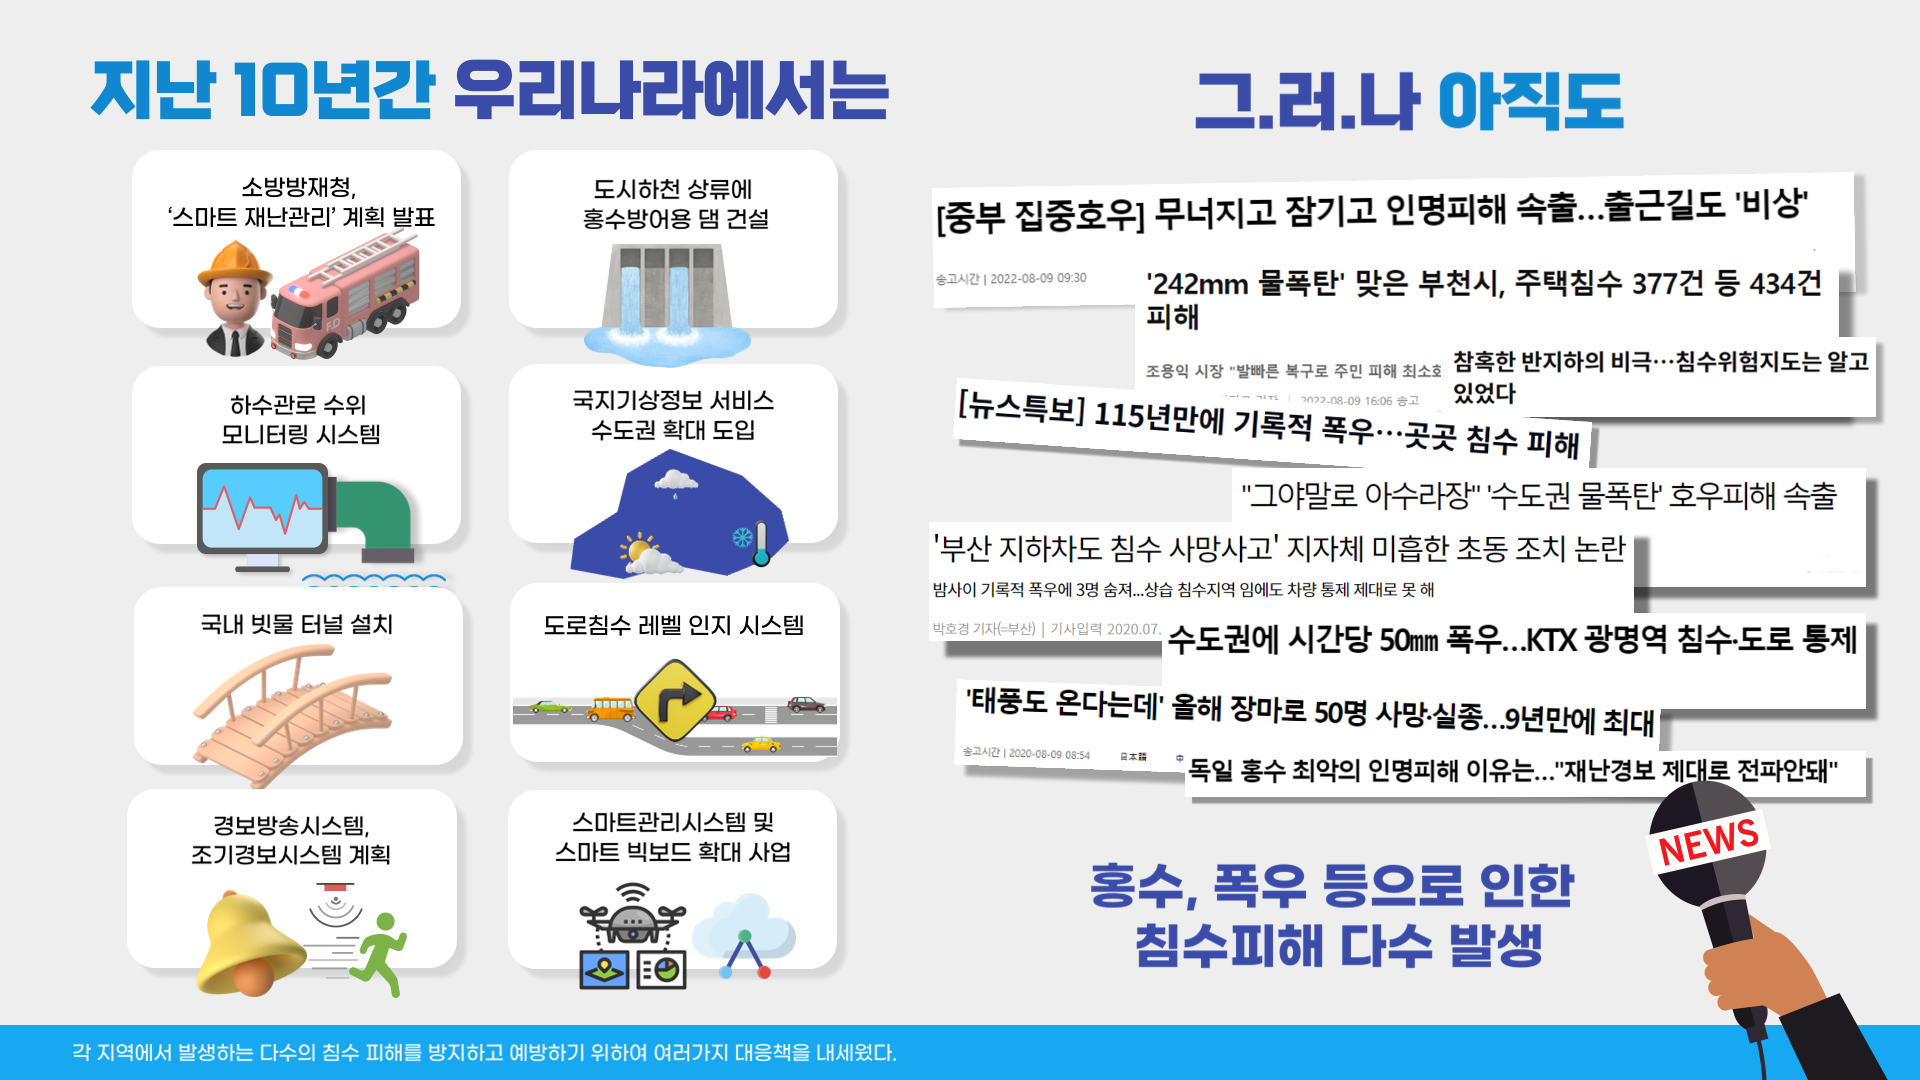 지난 10년간 우리나라에서는
소방방재청,
‘스마트 재난관리’ 계획 발표
F.D
도시하천 상류에
홍수방어용 댐 건설
하수관로 수위
모니터링 시스템
국지기상정보 서비스
수도권 확대 도입
국내 빗물 터널 설치
도로침수 레벨 인지 시스템
경보방송시스템,
조기경보시스템 계획
스마트관리시스템 및
스마트 빅보드 확대 사업
그.러.나 아직도
[중부 집중호우] 무너지고 잠기고 인명피해 속출...출근길도 '비상'
송고시간 | 2022-08-09 09:30
'242mm 물폭탄' 맞은 부천시, 주택침수 377건 등 434건
피해
조용익 시장 "발빠른 복구로 주민 피해 최소화
2022-08-09 16:06 송고
참혹한 반지하의 비극…침수위험지도는 알고
있었다
[뉴스특보] 115년만에 기록적 폭우…곳곳 침수 피해
"그야말로 아수라장" '수도권 물폭탄' 호우피해 속출
'부산 지하차도 침수 사망사고' 지자체 미흡한 초동 조치 논란
밤사이 기록적 폭우에 3명 숨져...상습 침수지역 임에도 차량 통제 제대로 못 해
박호경 기자(=부산) | 기사입력 2020.07.
수도권에 시간당 50㎜ 폭우...KTX 광명역 침수·도로 통제
'태풍도 온다는데' 올해 장마로 50명 사망·실종...9년만에 최대
송고시간 | 2020-08-09 08:54 日本語 中
독일 홍수 최악의 인명피해 이유는..."재난경보 제대로 전파안돼"
NEWS
홍수, 폭우 등으로 인한
침수피해 다수 발생
각 지역에서 발생하는 다수의 침수 피해를 방지하고 예방하기 위하여 여러가지 대응책을 내세웠다.